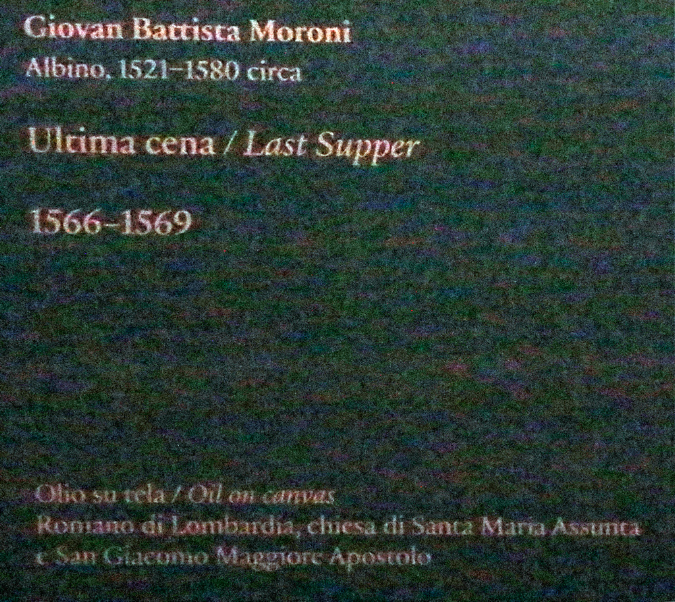 Giovan Battista Moroni
Albino, 1521–1580 circa
Ultima cena / Last Supper
1566–1569
Olio su tela / Oil on canvas
Romano di Lombardia, chiesa di Santa Maria Assunta
e San Giacomo Maggiore Apostolo